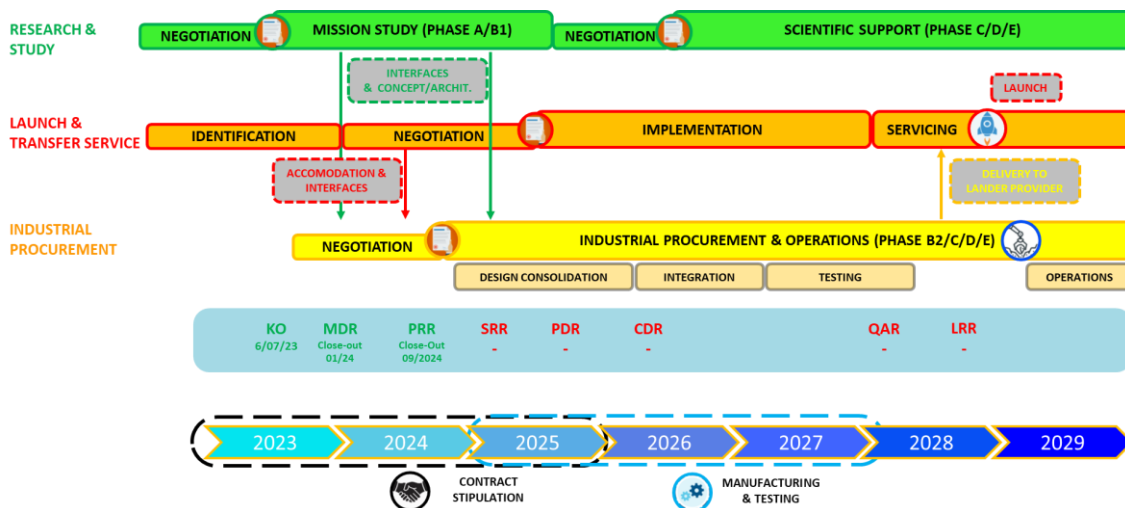 RESEARCH &
STUDY
NEGOTIATION
MISSION STUDY (PHASE A/B1)
NEGOTIATION
SCIENTIFIC SUPPORT (PHASE C/D/E)
INTERFACES
& CONCEPT/ARCHIT.
LAUNCH
LAUNCH &
TRANSFER SERVICE
IDENTIFICATION
NEGOTIATION
IMPLEMENTATION
SERVICING
ACCOMODATION &
INTERFACES
DELIVERY TO
LANDER PROVIDER
INDUSTRIAL
PROCUREMENT
NEGOTIATION
INDUSTRIAL PROCUREMENT & OPERATIONS (PHASE B2/C/D/E)
DESIGN CONSOLIDATION
INTEGRATION
TESTING
OPERATIONS
KO
6/07/23
MDR
Close-out
01/24
PRR
Close-Out
09/2024
SRR
-
PDR
-
CDR
-
QAR
-
LRR
-
2023
2024
2025
2026
2027
2028
2029
CONTRACT
STIPULATION
MANUFACTURING
& TESTING